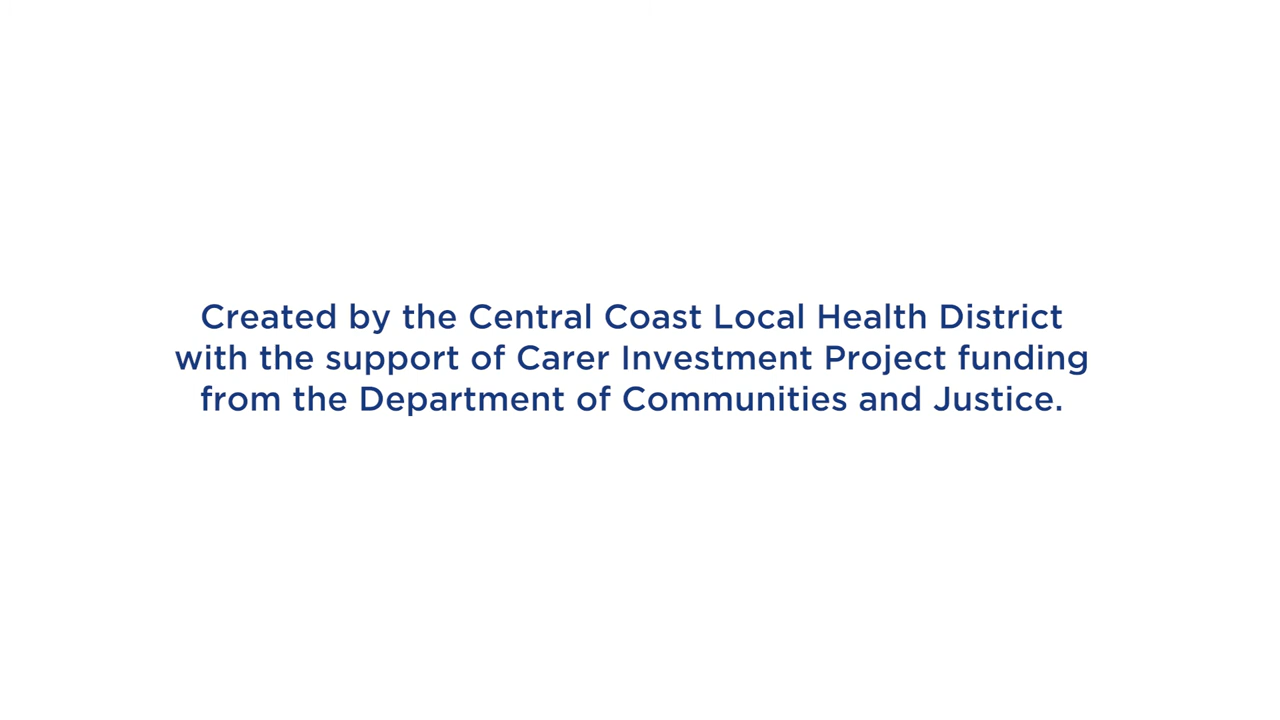 Created by the Central Coast Local Health District
with the support of Carer Investment Project funding
from the Department of Communities and Justice.